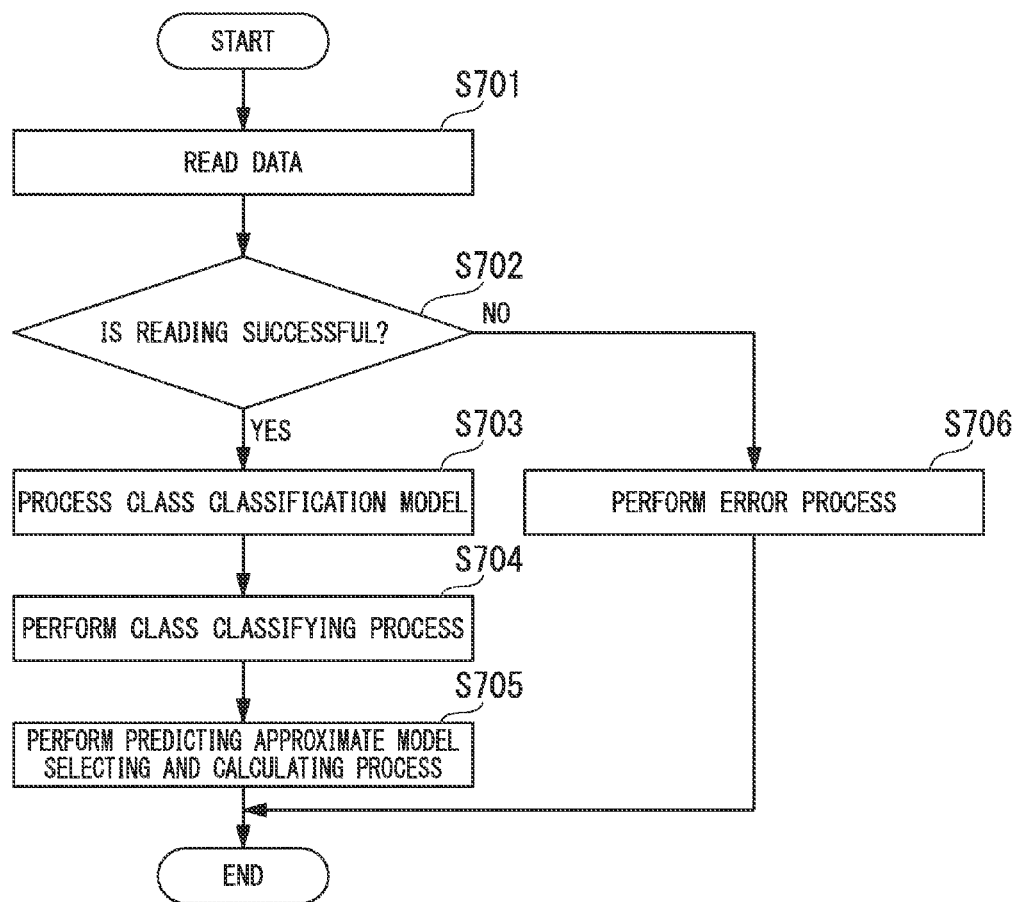 START
S701
READ DATA
S702
IS READING SUCCESSFUL?
NO
YES
S703
PROCESS CLASS CLASSIFICATION MODEL
S706
PERFORM ERROR PROCESS
S704
PERFORM CLASS CLASSIFYING PROCESS
S705
PERFORM PREDICTING APPROXIMATE MODEL
SELECTING AND CALCULATING PROCESS
END